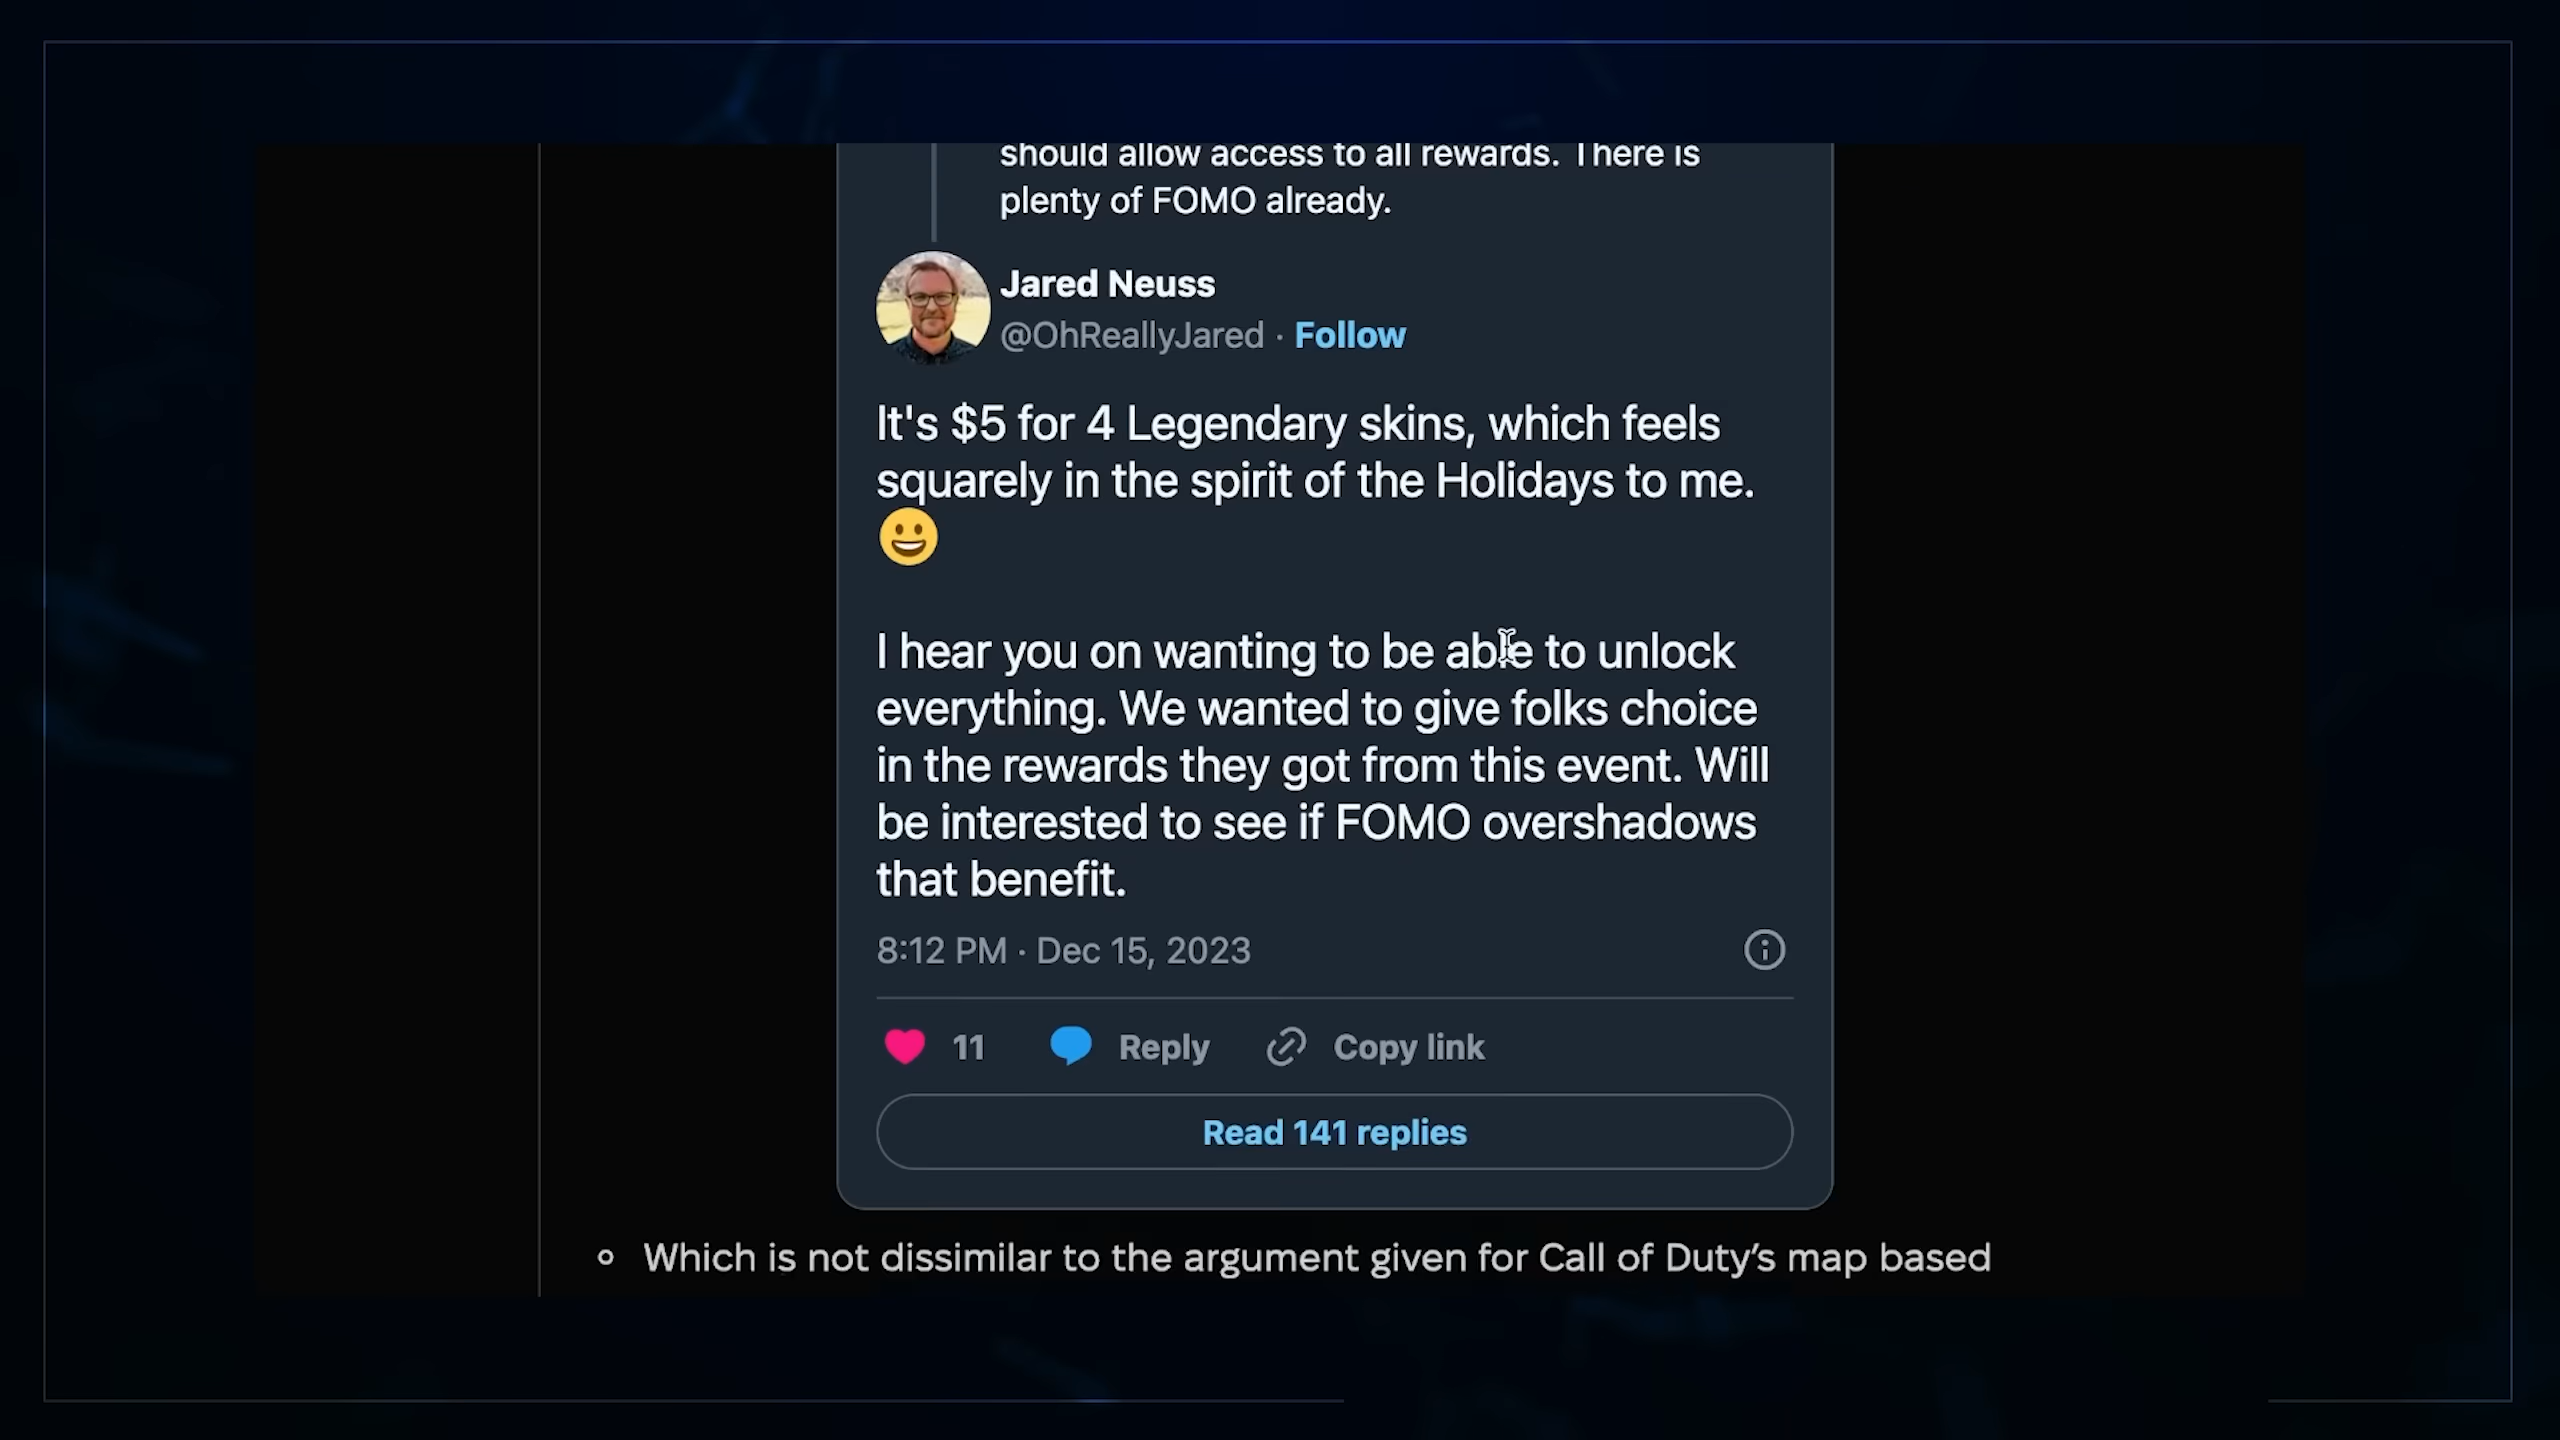 should allow access to all rewards. There is
plenty of FOMO already.
Jared Neuss
@OhReallyJared · Follow
It's $5 for 4 Legendary skins, which feels
squarely in the spirit of the Holidays to me.
😀
I hear you on wanting to be able to unlock
everything. We wanted to give folks choice
in the rewards they got from this event. Will
be interested to see if FOMO overshadows
that benefit.
8:12 PM · Dec 15, 2023
11 Reply Copy link
Read 141 replies
Which is not dissimilar to the argument given for Call of Duty’s map based